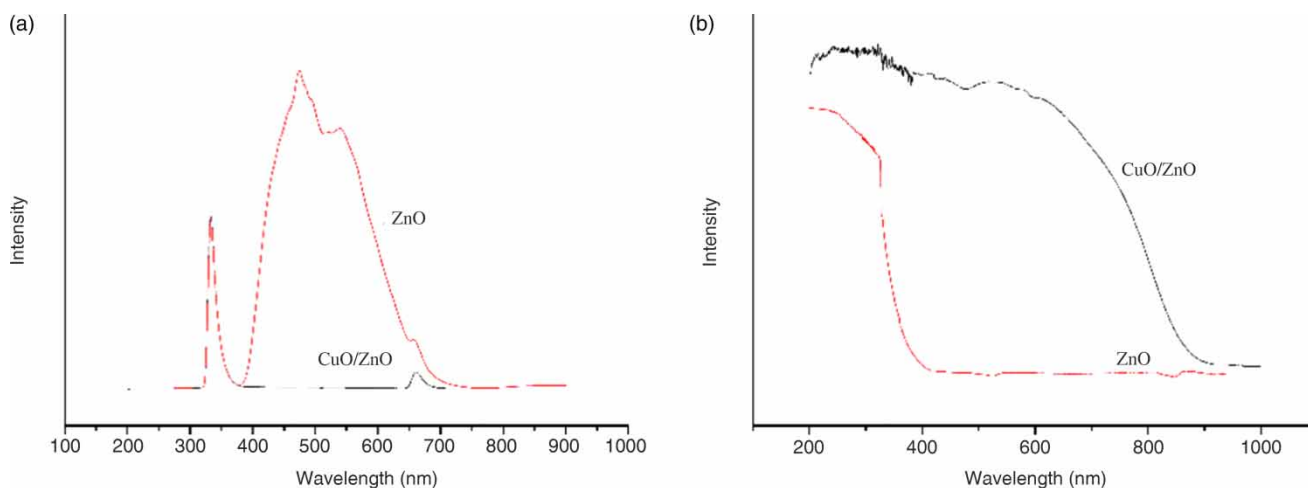 (a)
Intensity
ZnO
CuO/ZnO
100 200 300 400 500 600 700 800 900 1000
Wavelength (nm)
(b)
Intensity
CuO/ZnO
ZnO
200 400 600 800 1000
Wavelength (nm)